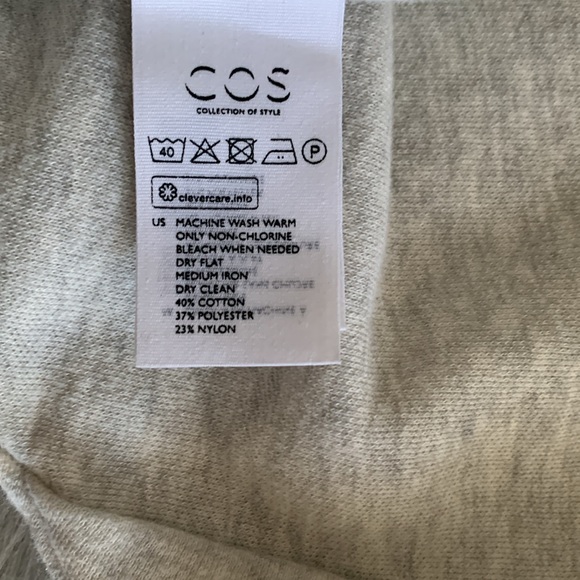 COS
COLLECTION OF STYLE
40 P
clevercare.info
US MACHINE WASH WARM
ONLY NON-CHLORINE
BLEACH WHEN NEEDED
DRY FLAT
MEDIUM IRON
DRY CLEAN
40% COTTON
37% POLYESTER
23% NYLON